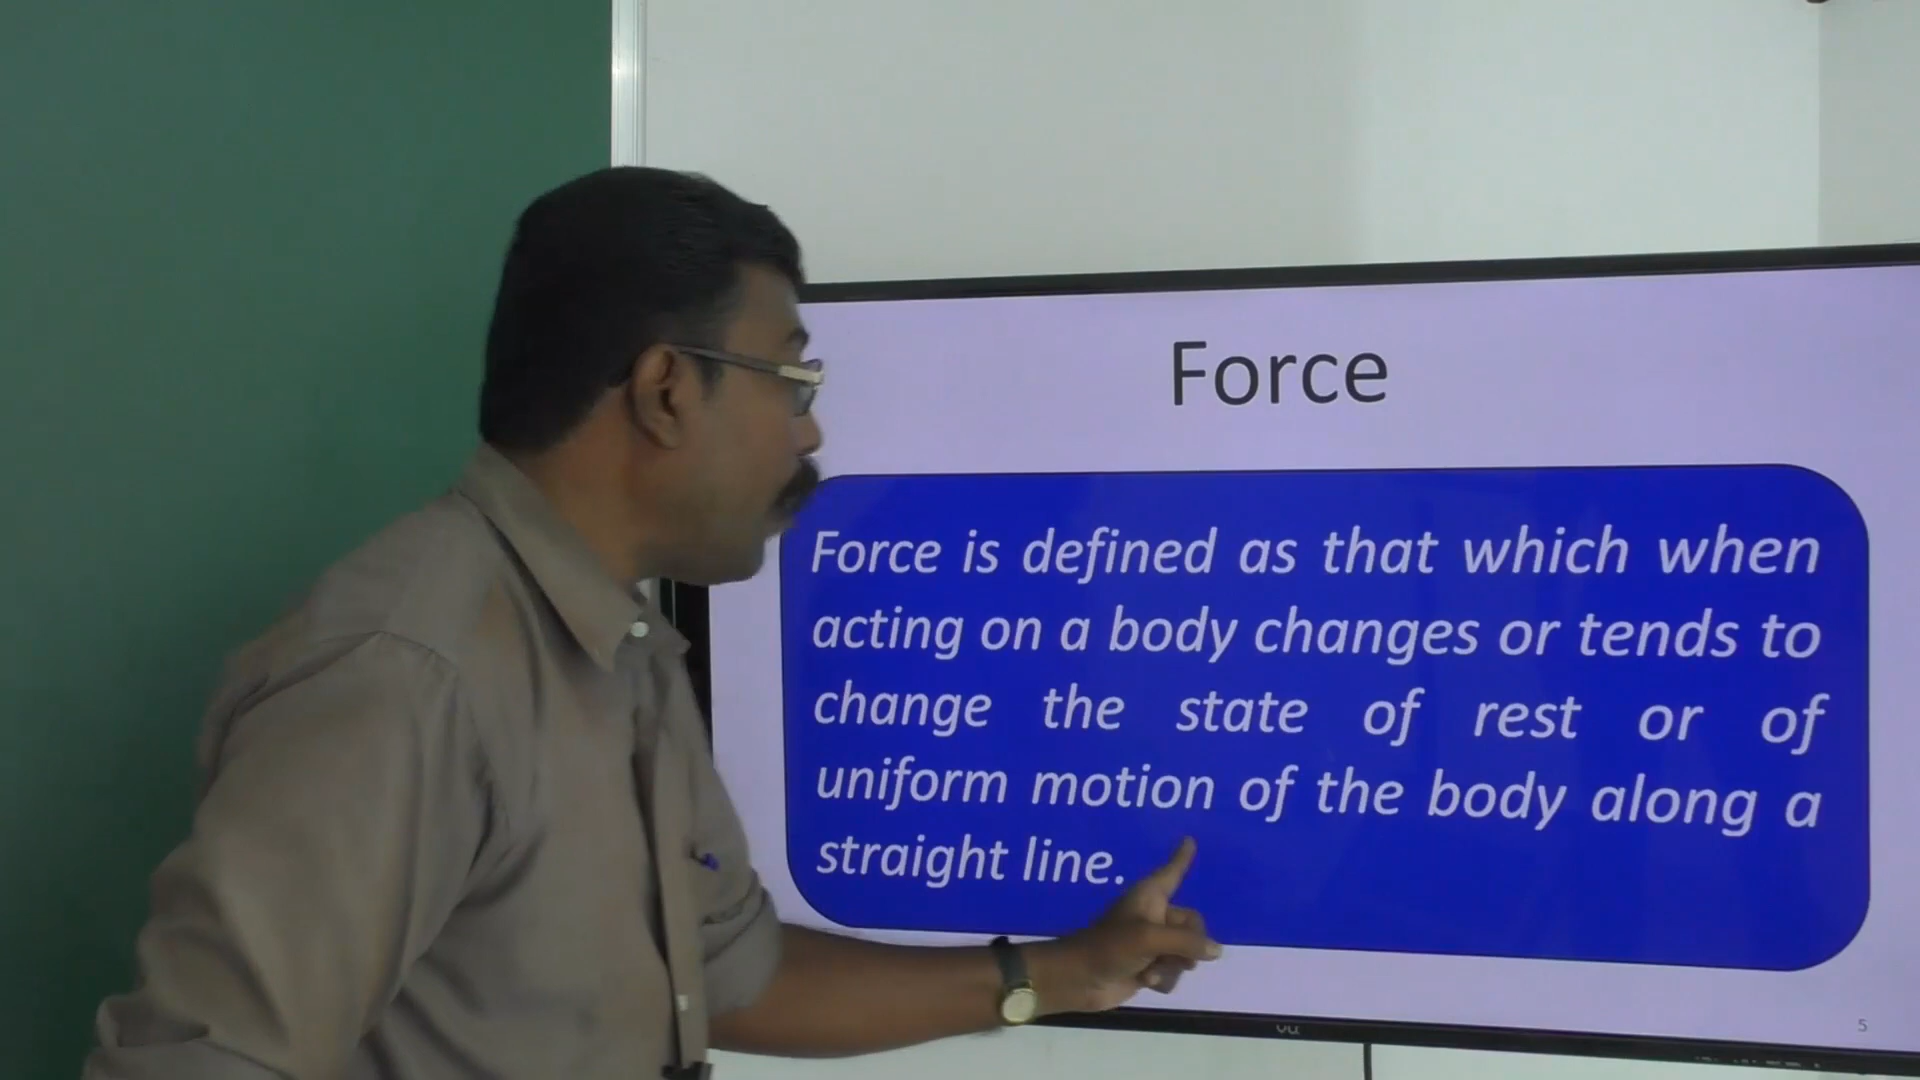 Force
Force is defined as that which when
acting on a body changes or tends to
change the state of rest or of
uniform motion of the body along a
straight line.
5